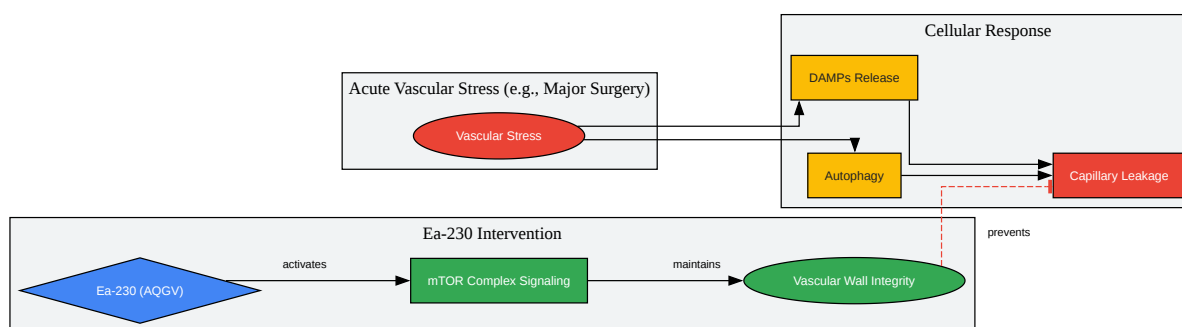 Cellular Response
DAMPs Release
Acute Vascular Stress (e.g., Major Surgery)
Vascular Stress
Autophagy
Capillary Leakage
Ea-230 Intervention
prevents
activates
maintains
Ea-230 (AQGV)
mTOR Complex Signaling
Vascular Wall Integrity